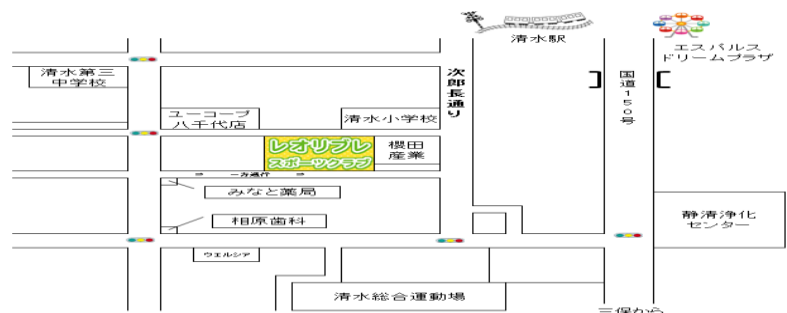 清水駅
エスパルス
ドリームプラザ
清水第三
中学校
次郎長通り
国道150号
ユーコープ
八千代店
清水小学校
レオリブレ
スポーツクラブ
櫻田
産業
⇒ 一方通行 ⇒
みなと薬局
相原歯科
静清浄化
センター
ウエルシア
清水総合運動場
三保から